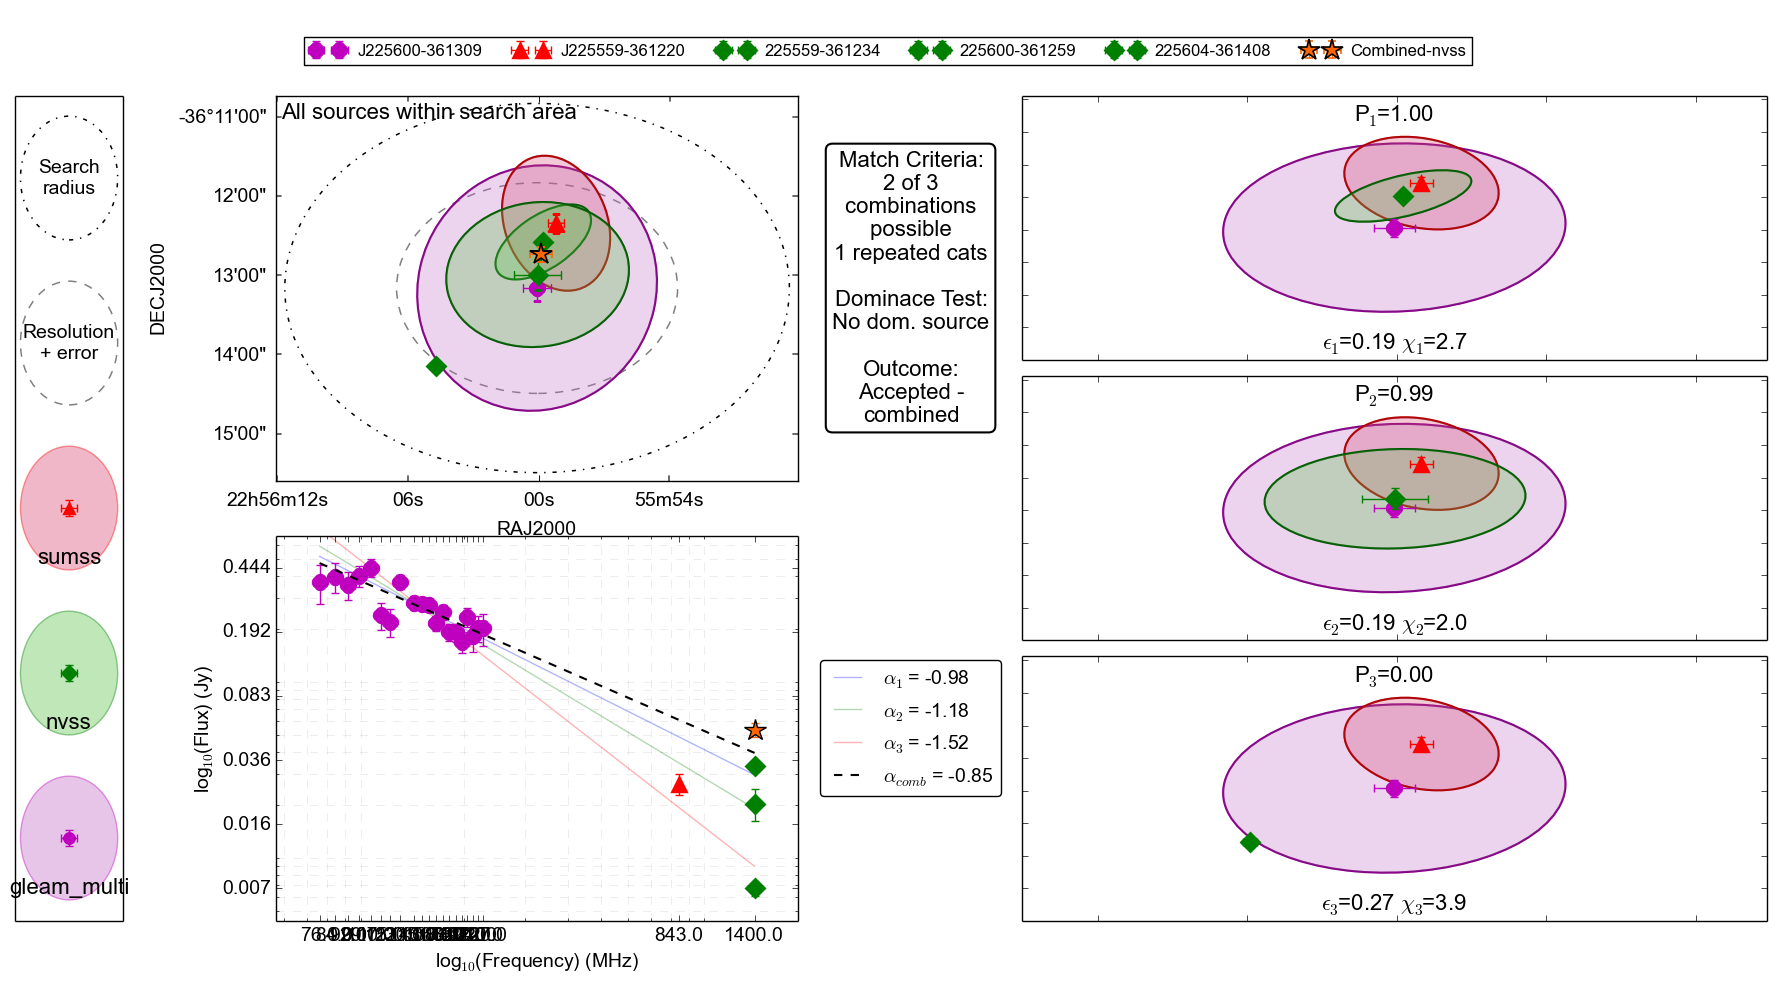 J225600-361309 J225559-361220 225559-361234 225600-361259 225604-361408 Combined-nvss
Search
radius
Resolution
+ error
sumss
nvss
gleam_multi
All sources within search area
-36°11'00"
12'00"
13'00"
14'00"
15'00"
DECJ2000
22h56m12s 06s 00s 55m54s
RAJ2000
Match Criteria:
2 of 3
combinations
possible
1 repeated cats
Dominace Test:
No dom. source
Outcome:
Accepted -
combined
0.444
0.192
0.083
0.036
0.016
0.007
log10(Flux) (Jy)
843.0 1400.0
log10(Frequency) (MHz)
α1 = -0.98
α2 = -1.18
α3 = -1.52
αcomb = -0.85
P1=1.00
ϵ1=0.19 χ1=2.7
P2=0.99
ϵ2=0.19 χ2=2.0
P3=0.00
ϵ3=0.27 χ3=3.9